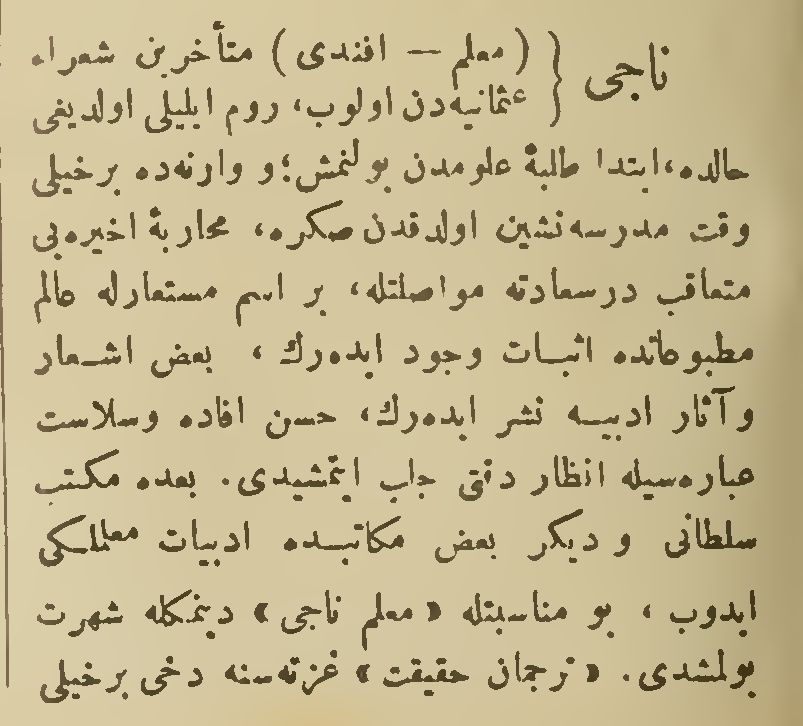 ناجی { (معلم — افندی) متأخرین شعراء
عثمانیه‌دن اولوب، روم ایلیلی اولدیغی
حالده، ابتدا طلبهٔ علومدن بولنمش؛ و وارنه‌ده برخیلی
وقت مدرسه‌نشین اولدقدن صکره، محاربهٔ اخیره‌یی
متعاقب درسعادته مواصلتله، بر اسم مستعارله عالم
مطبوعاتده اثبات وجود ایده‌رك ، بعض اشعار
و آثار ادبیه نشر ایده‌رك، حسن افاده وسلاست
عباره‌سیله انظار دقتی جلب ایتمشیدی. بعده مکتب
سلطانی و دیکر بعض مکاتبده ادبیات معلملکی
ایدوب ، بو مناسبتله «معلم ناجی» دینمکله شهرت
بولمشدی. «ترجمان حقیقت» غزته‌سنه دخی برخیلی